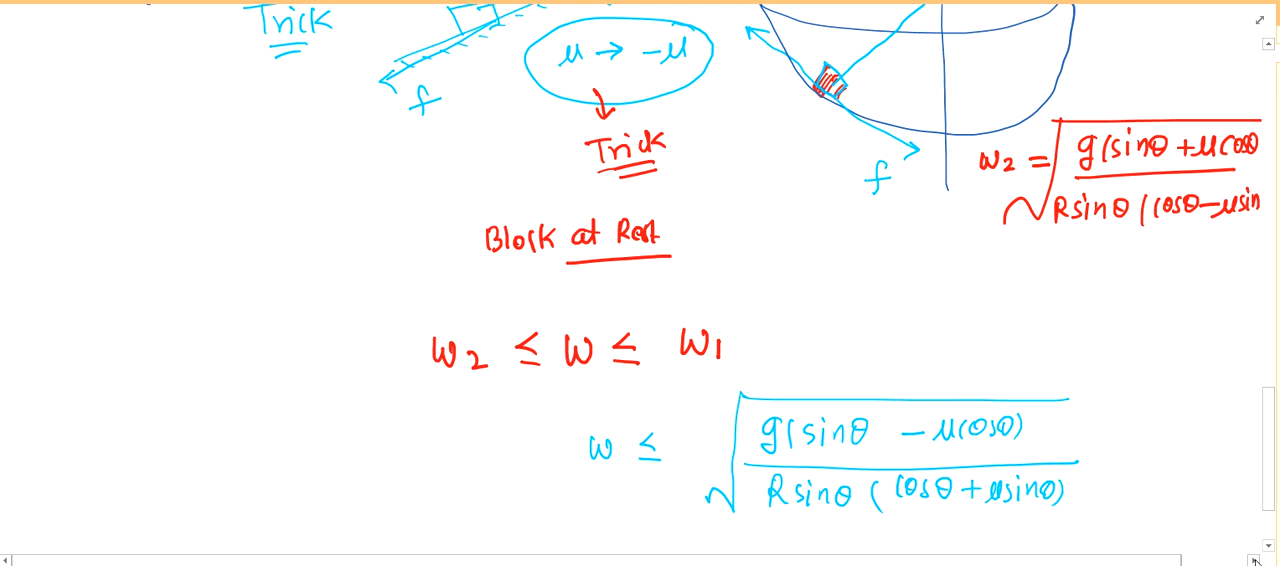 Trick
f
μ → -μ
Trick
f
ω2 = √ g(sinθ + μcosθ
Rsinθ (cosθ-μsin
Block at Rest
ω2 ≤ ω ≤ ω1
ω ≤ √ g(sinθ - μcosθ)
Rsinθ (cosθ + μsinθ)